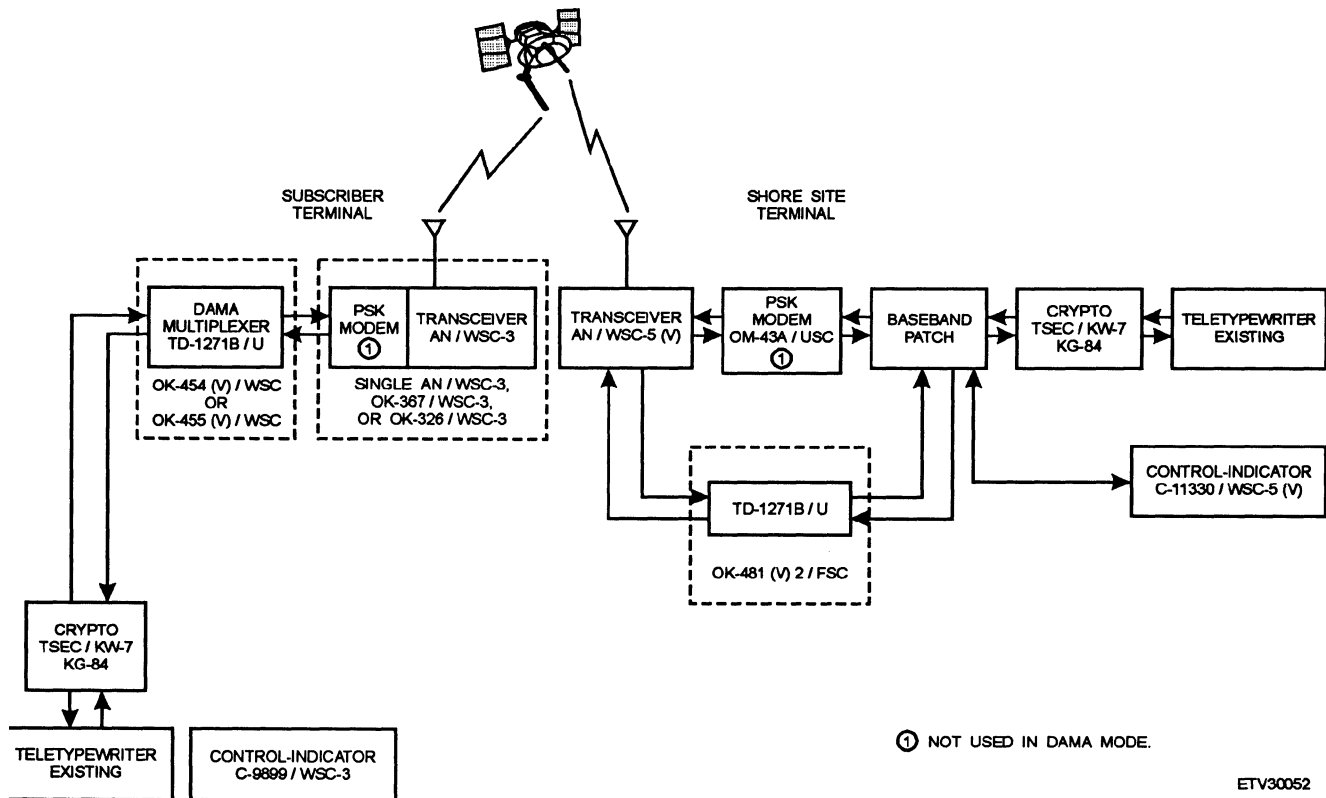 SUBSCRIBER
TERMINAL
SHORE SITE
TERMINAL
DAMA
MULTIPLEXER
TD-1271B / U
OK-454 (V) / WSC
OR
OK-455 (V) / WSC
PSK
MODEM
1
TRANSCEIVER
AN / WSC-3
SINGLE AN / WSC-3,
OK-367 / WSC-3,
OR OK-326 / WSC-3
TRANSCEIVER
AN / WSC-5 (V)
PSK
MODEM
OM-43A / USC
1
BASEBAND
PATCH
CRYPTO
TSEC / KW-7
KG-84
TELETYPEWRITER
EXISTING
TD-1271B / U
OK-481 (V) 2 / FSC
CONTROL-INDICATOR
C-11330 / WSC-5 (V)
CRYPTO
TSEC / KW-7
KG-84
TELETYPEWRITER
EXISTING
CONTROL-INDICATOR
C-9899 / WSC-3
1 NOT USED IN DAMA MODE.
ETV30052